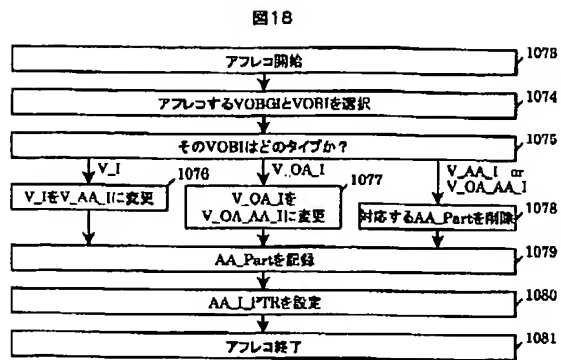 図18
アフレコ開始 1073
アフレコするVOBGIとVOBIを選択 1074
そのVOBIはどのタイプか? 1075
V_I 1076 V_OA_I 1077 V_AA_I or
V_OA_AA_I 1078
V_IをV_AA_Iに変更
V_OA_Iを
V_OA_AA_Iに変更
対応するAA_Partを削除
AA_Partを記録 1079
AA_I_PTRを設定 1080
アフレコ終了 1081